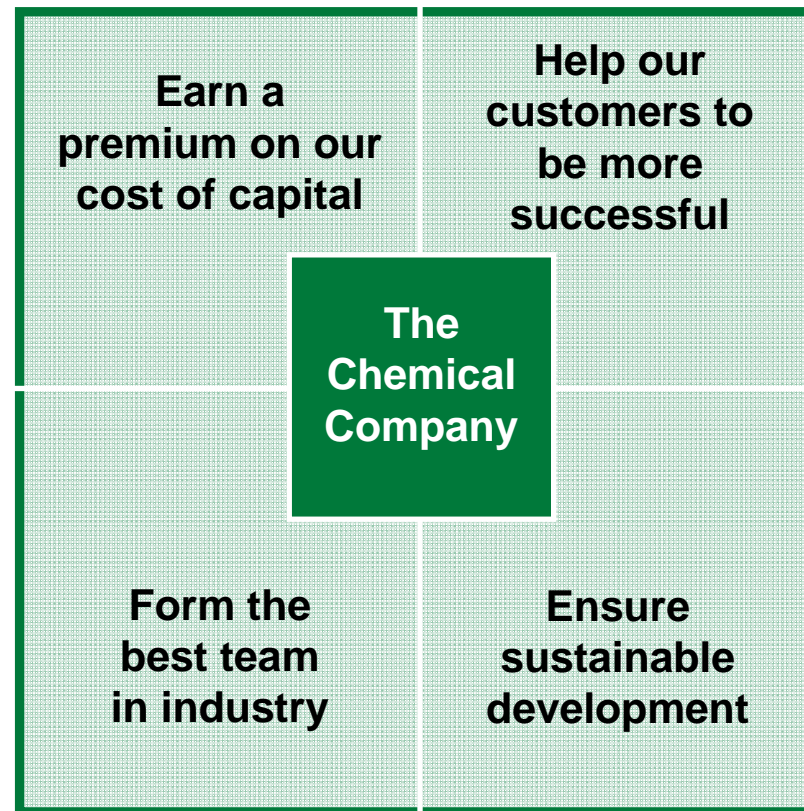 Earn a
premium on our
cost of capital
Help our
customers to
be more
successful
The
Chemical
Company
Form the
best team
in industry
Ensure
sustainable
development